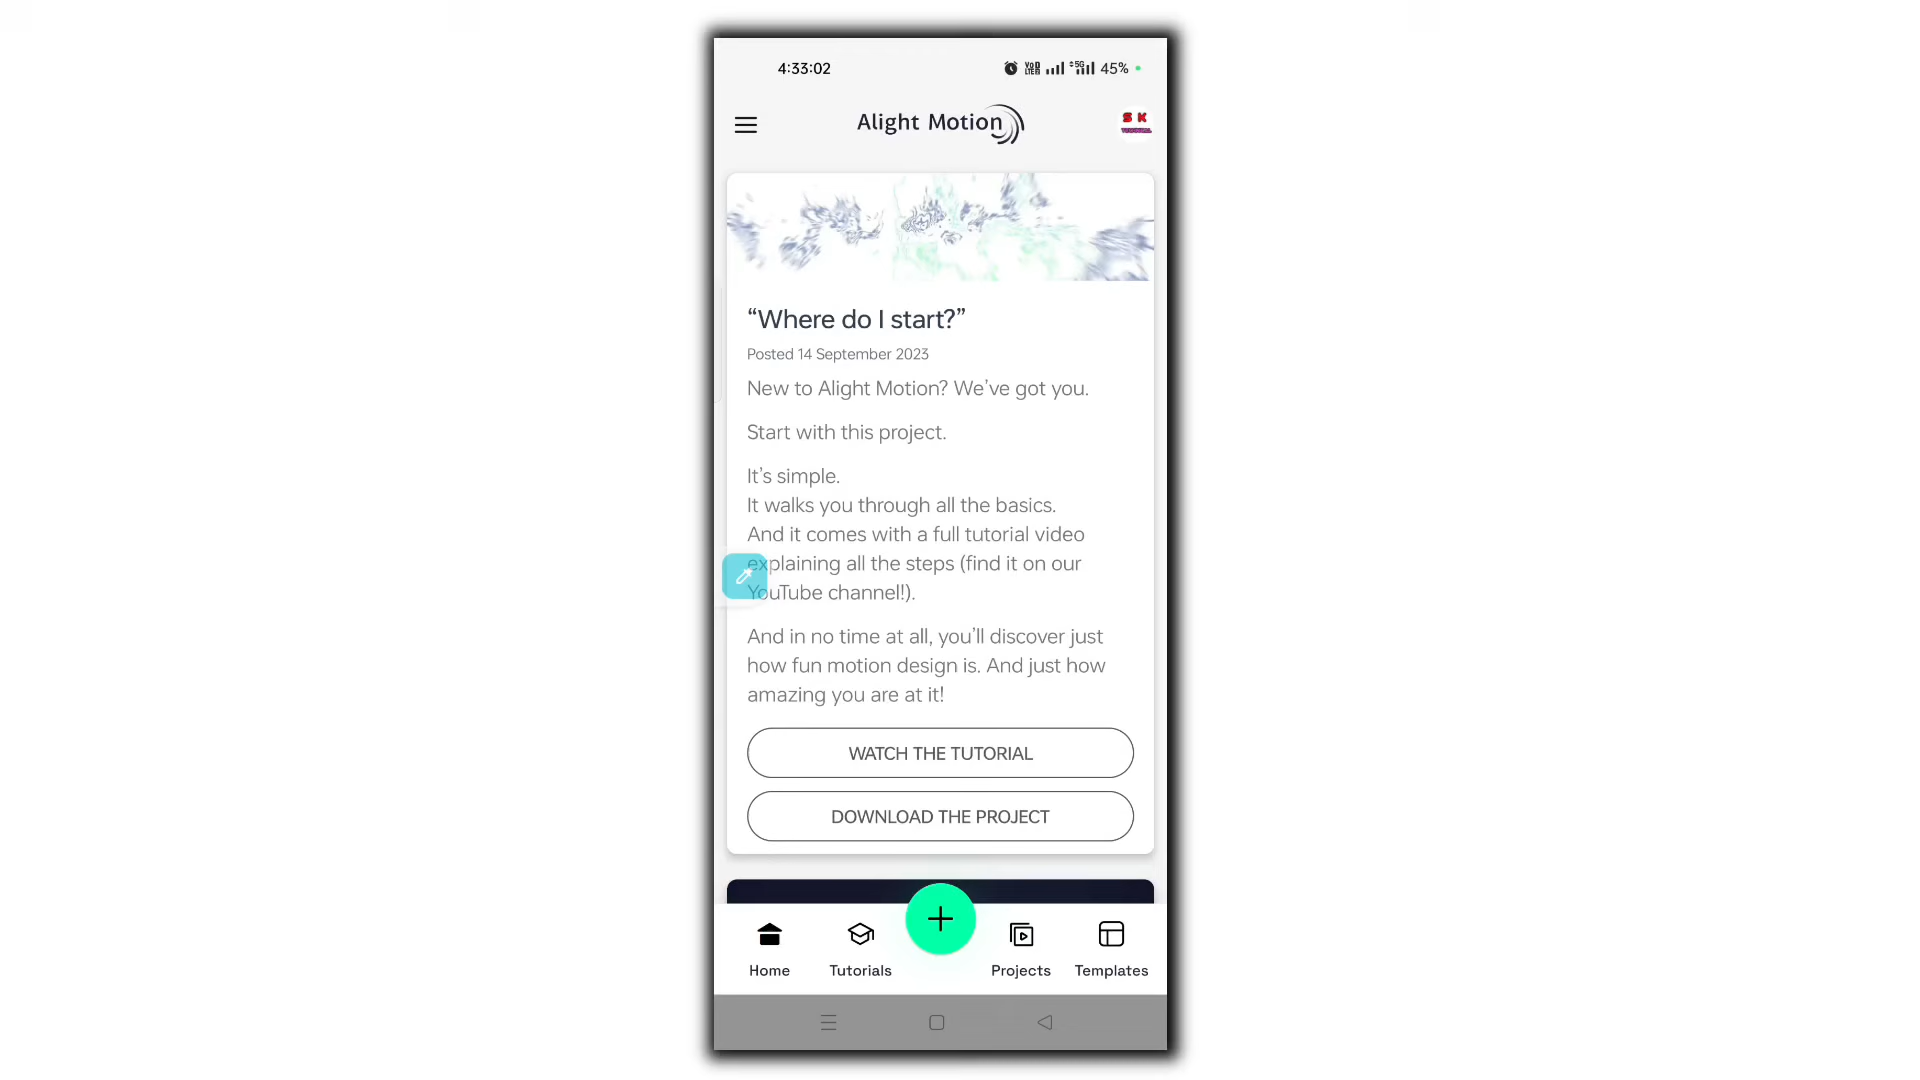 4:33:02
Vo LTE 5G 45%
Alight Motion
S K
“Where do I start?”
Posted 14 September 2023
New to Alight Motion? We’ve got you.
Start with this project.
It’s simple.
It walks you through all the basics.
And it comes with a full tutorial video
explaining all the steps (find it on our
YouTube channel!).
And in no time at all, you’ll discover just
how fun motion design is. And just how
amazing you are at it!
WATCH THE TUTORIAL
DOWNLOAD THE PROJECT
Home
Tutorials
Projects
Templates